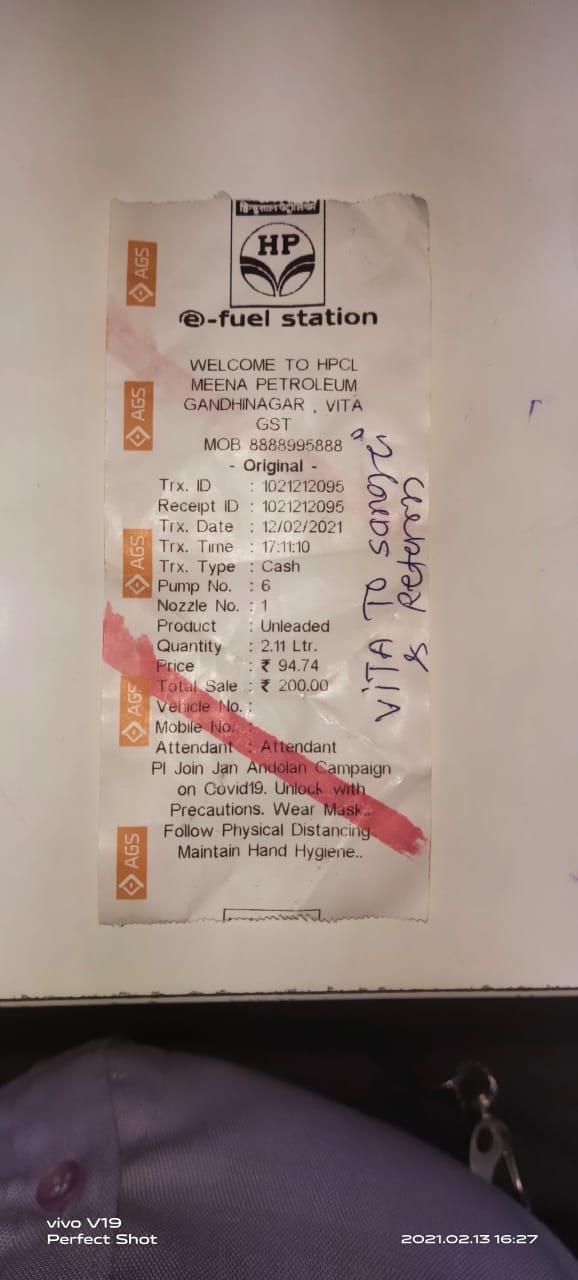 हिन्दुस्तान पेट्रोलियम
HP
e-fuel station
WELCOME TO HPCL
MEENA PETROLEUM
GANDHINAGAR , VITA
GST
MOB 8888995888
- Original -
Trx. ID : 1021212095
Receipt ID : 1021212095
Trx. Date : 12/02/2021
Trx. Time : 17:11:10
Trx. Type : Cash
Pump No. : 6
Nozzle No. : 1
Product : Unleaded
Quantity : 2.11 Ltr.
Price : ₹ 94.74
Total Sale : ₹ 200.00
Vehicle No. :
Mobile No. :
Attendant : Attendant
Pl Join Jan Andolan Campaign
on Covid19. Unlock with
Precautions. Wear Mask..
Follow Physical Distancing
Maintain Hand Hygiene..
AGS
AGS
AGS
AGS
AGS
VITA To
&
vivo V19
Perfect Shot
2021.02.13 16:27